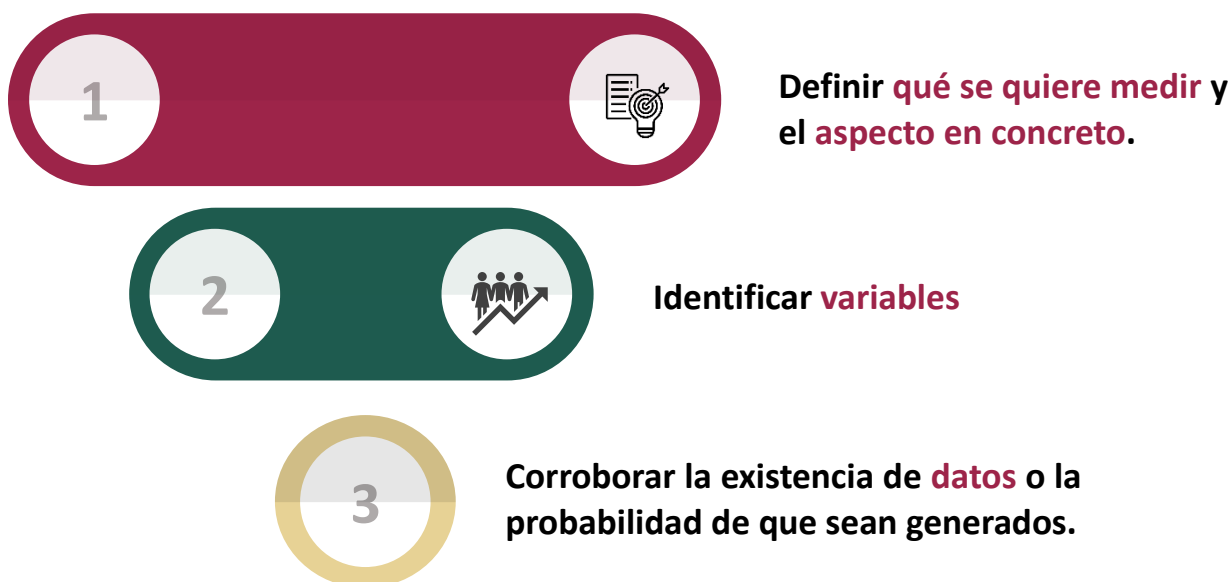 1
Definir qué se quiere medir y
el aspecto en concreto.
2
Identificar variables
3
Corroborar la existencia de datos o la
probabilidad de que sean generados.